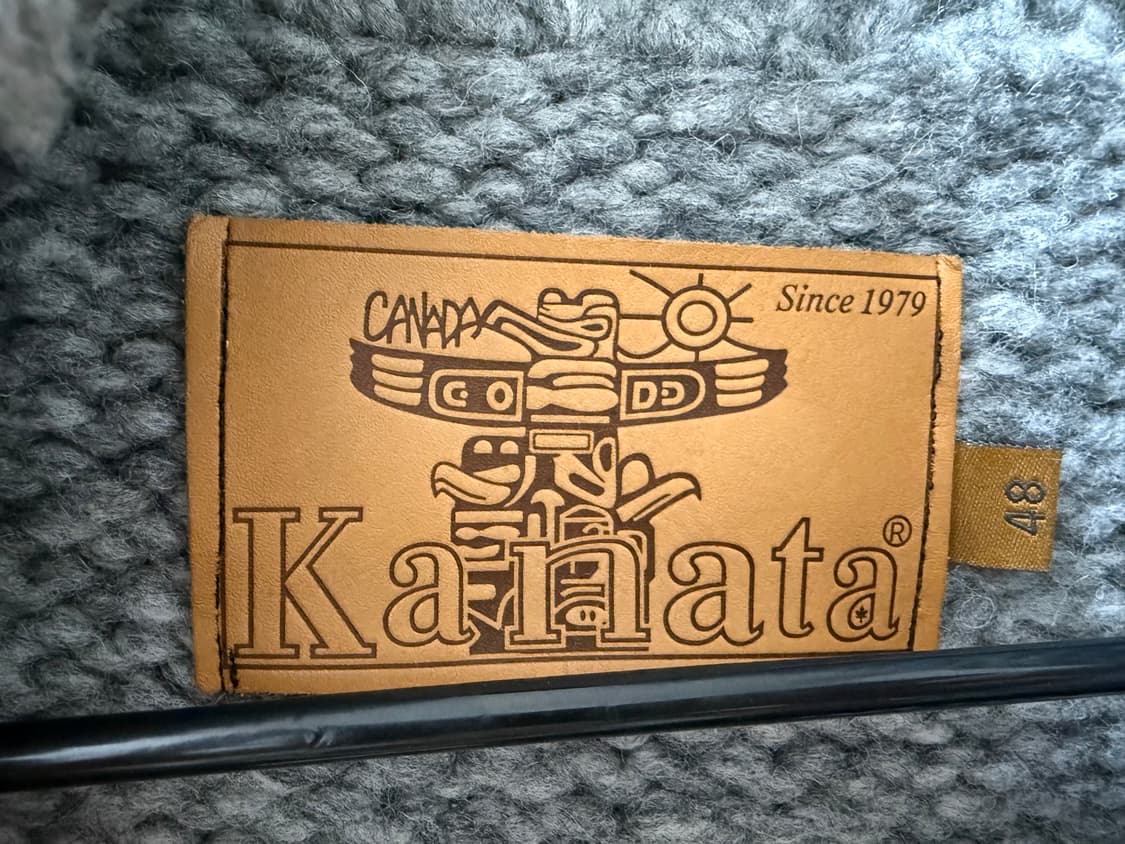 CANADA
Since 1979
Kanata®
48